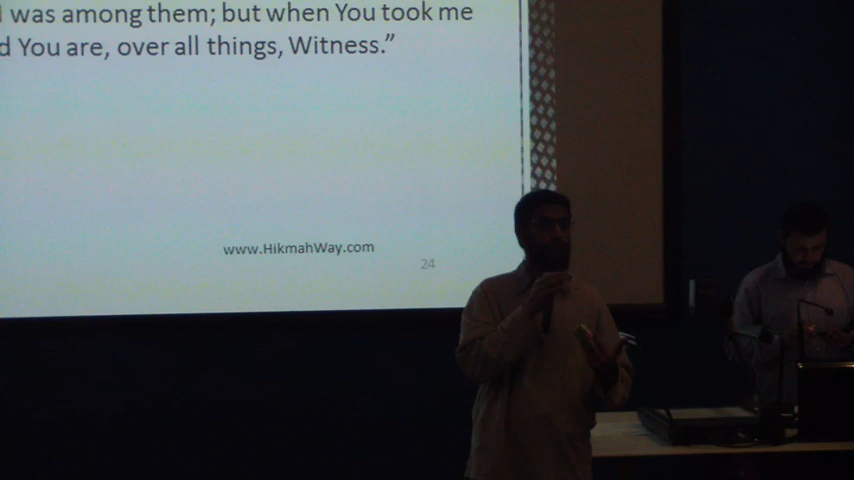 was among them; but when You took me
You are, over all things, Witness.”
www.HikmahWay.com
24